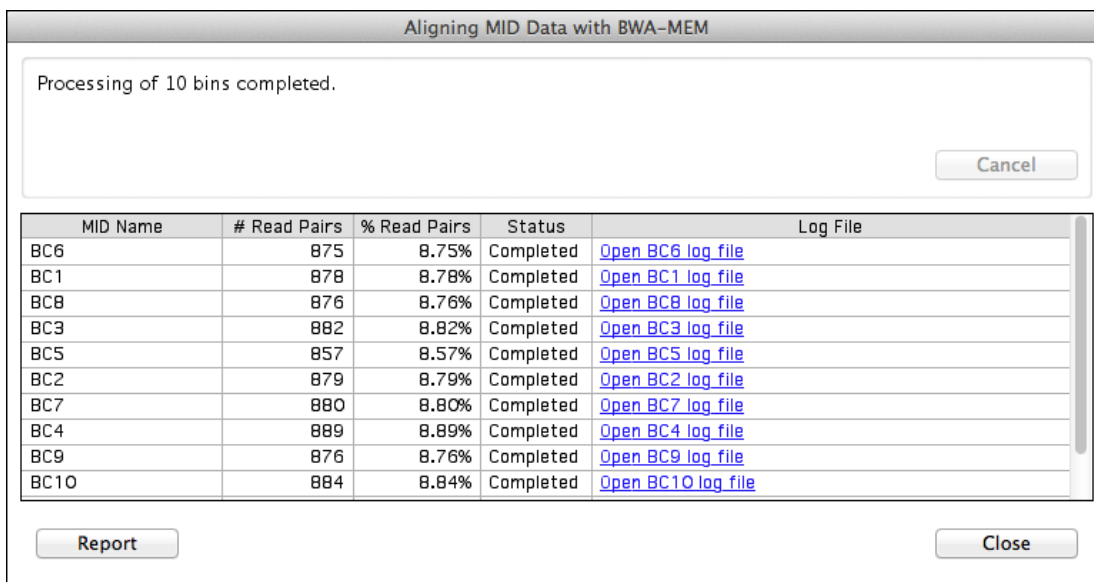 Aligning MID Data with BWA-MEM
Processing of 10 bins completed.
Cancel
MID Name # Read Pairs % Read Pairs Status Log File
BC6 875 8.75% Completed Open BC6 log file
BC1 878 8.78% Completed Open BC1 log file
BC8 876 8.76% Completed Open BC8 log file
BC3 882 8.82% Completed Open BC3 log file
BC5 857 8.57% Completed Open BC5 log file
BC2 879 8.79% Completed Open BC2 log file
BC7 880 8.80% Completed Open BC7 log file
BC4 889 8.89% Completed Open BC4 log file
BC9 876 8.76% Completed Open BC9 log file
BC10 884 8.84% Completed Open BC10 log file
Report Close